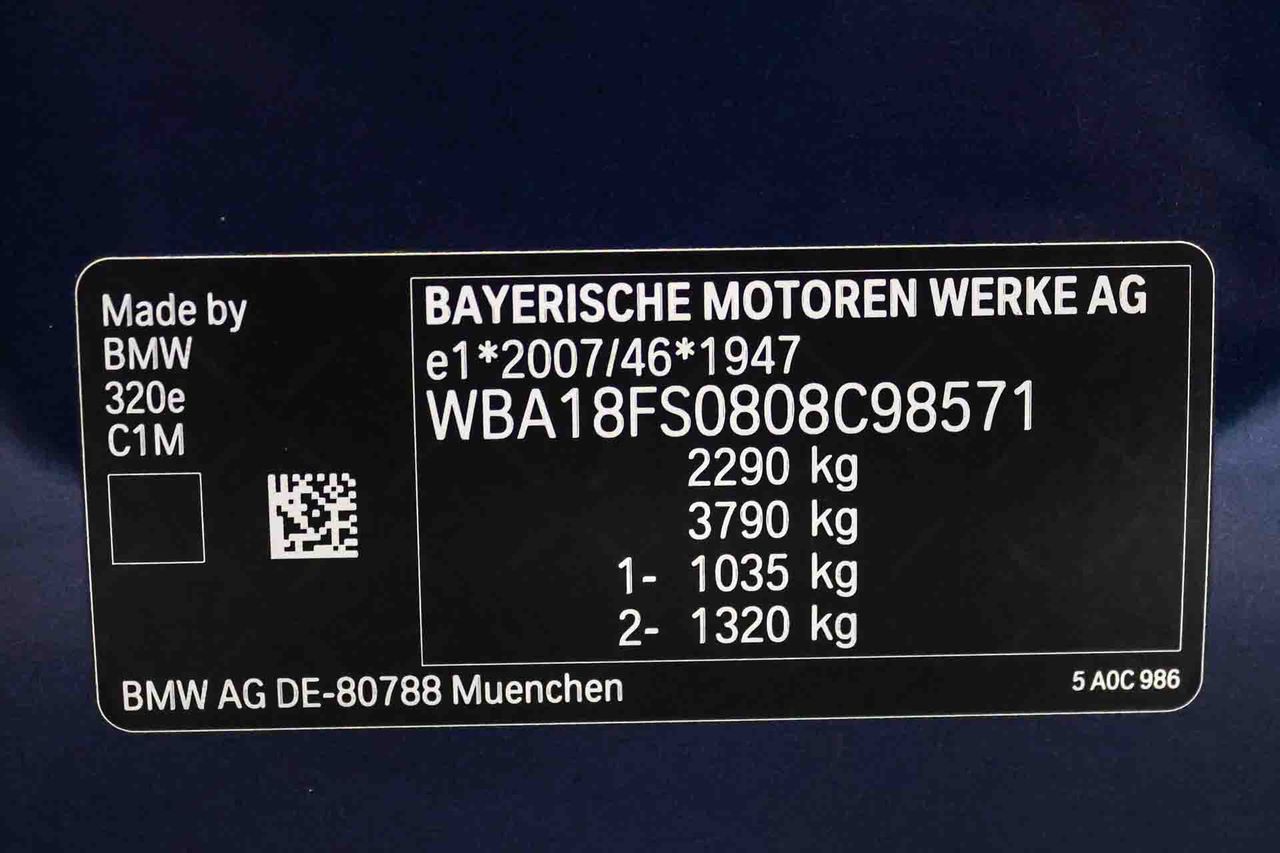 Made by
BMW
320e
C1M
BAYERISCHE MOTOREN WERKE AG
e1*2007/46*1947
WBA18FS0808C98571
2290 kg
3790 kg
1- 1035 kg
2- 1320 kg
BMW AG DE-80788 Muenchen
5 A0C 986